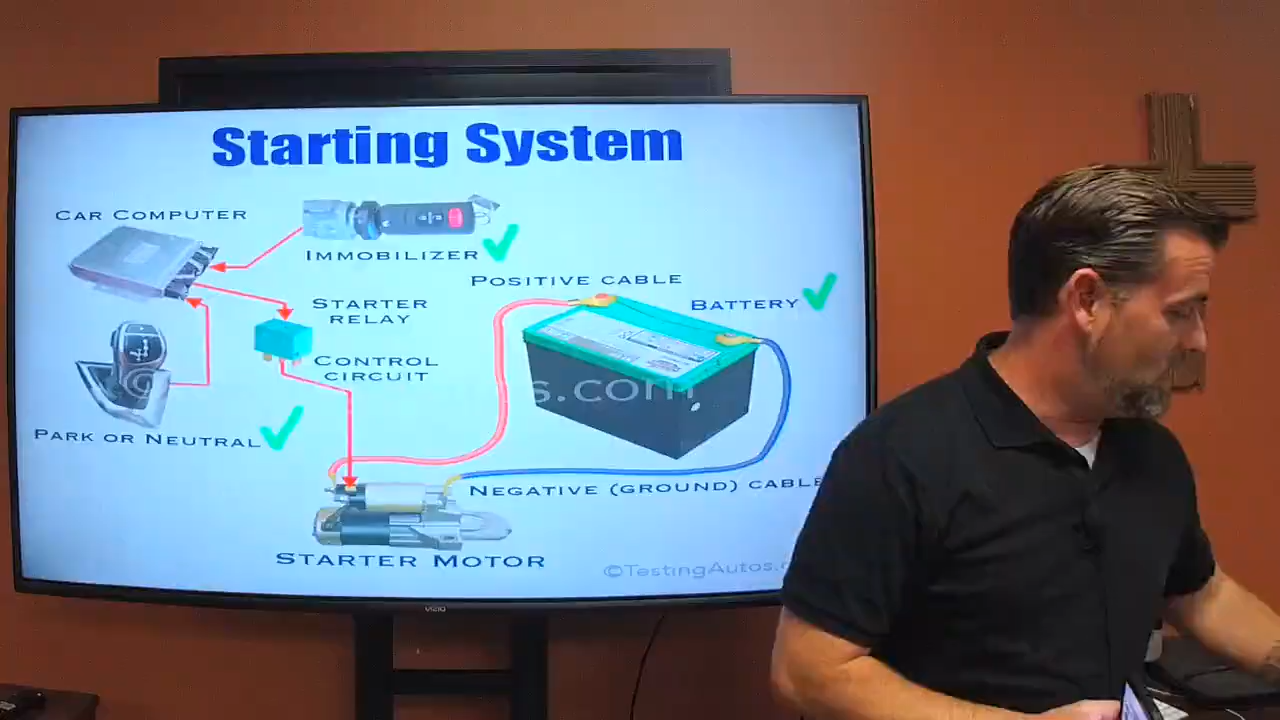 Starting System
CAR COMPUTER
IMMOBILIZER
POSITIVE CABLE
BATTERY
STARTER
RELAY
CONTROL
CIRCUIT
s.com
PARK OR NEUTRAL
NEGATIVE (GROUND) CABLE
STARTER MOTOR
©TestingAutos.
VIZIO